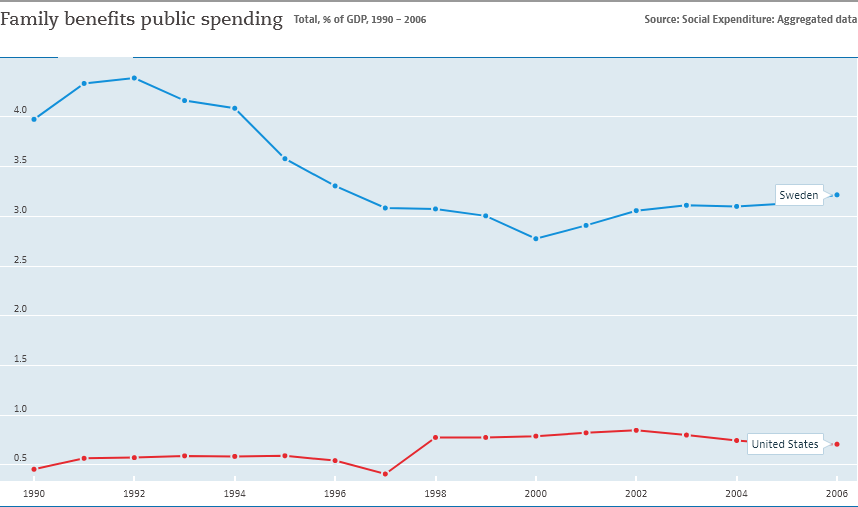 Family benefits public spending Total, % of GDP, 1990 – 2006 Source: Social Expenditure: Aggregated data
4.0
3.5
Sweden
3.0
2.5
2.0
1.5
1.0
United States
0.5
1990 1992 1994 1996 1998 2000 2002 2004 2006